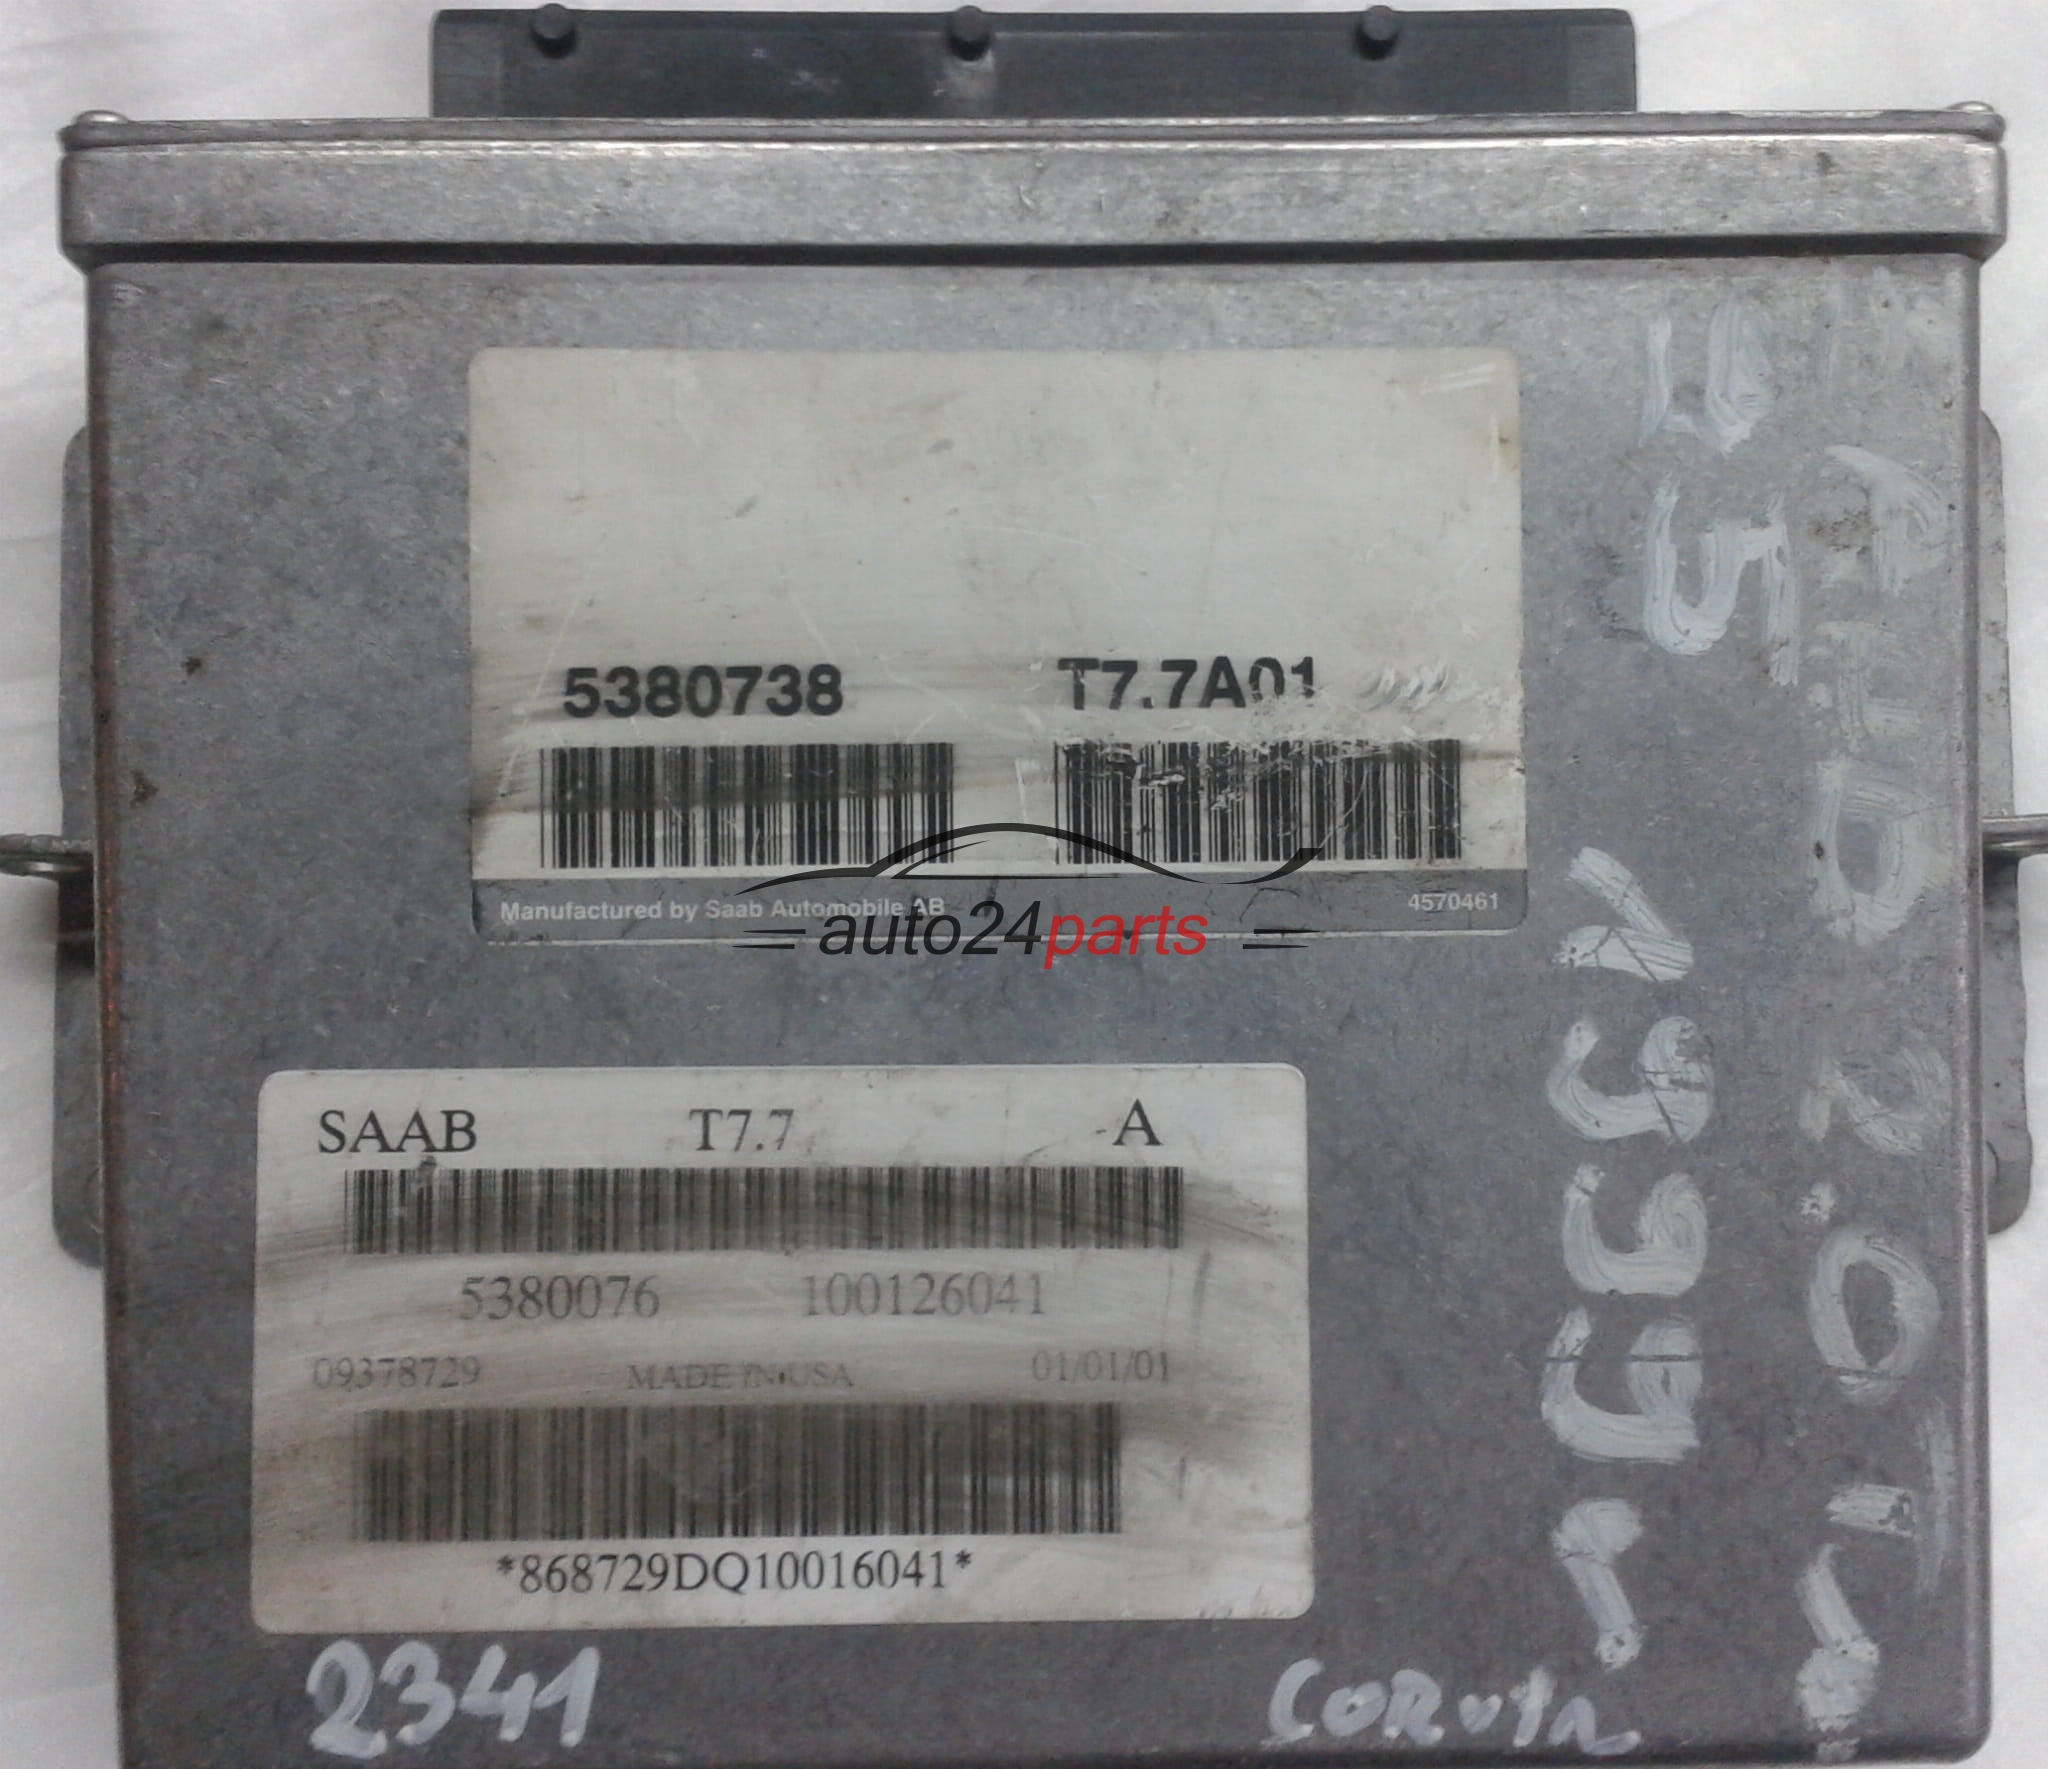 5380738 T7.7A01
Manufactured by Saab Automobile AB 4570461
auto24parts
SAAB T7.7 A
5380076 100126041
09378729 MADE IN USA 01/01/01
*868729DQ10016041*
2341